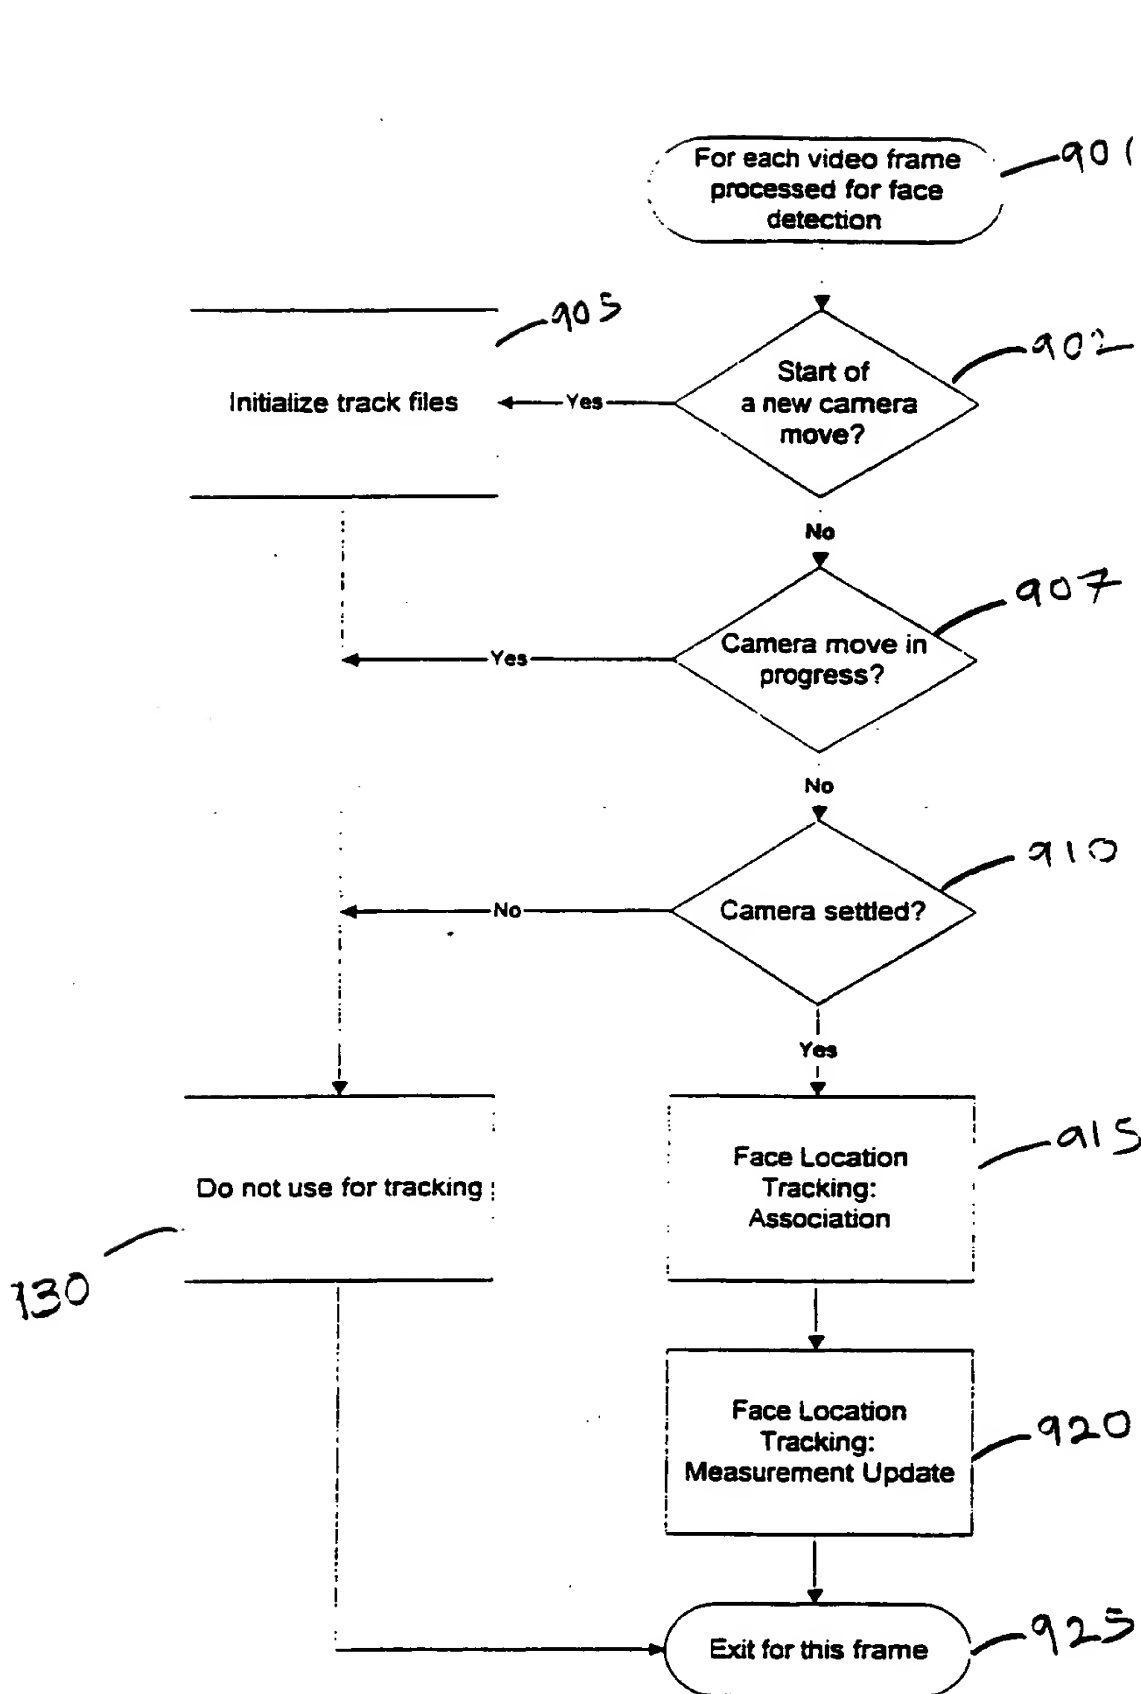 For each video frame
processed for face
detection
901
905
902
Initialize track files
Yes
Start of
a new camera
move?
No
907
Camera move in
progress?
Yes
No
910
Camera settled?
No
Yes
915
Face Location
Tracking:
Association
Do not use for tracking
130
Face Location
Tracking:
Measurement Update
920
Exit for this frame
925